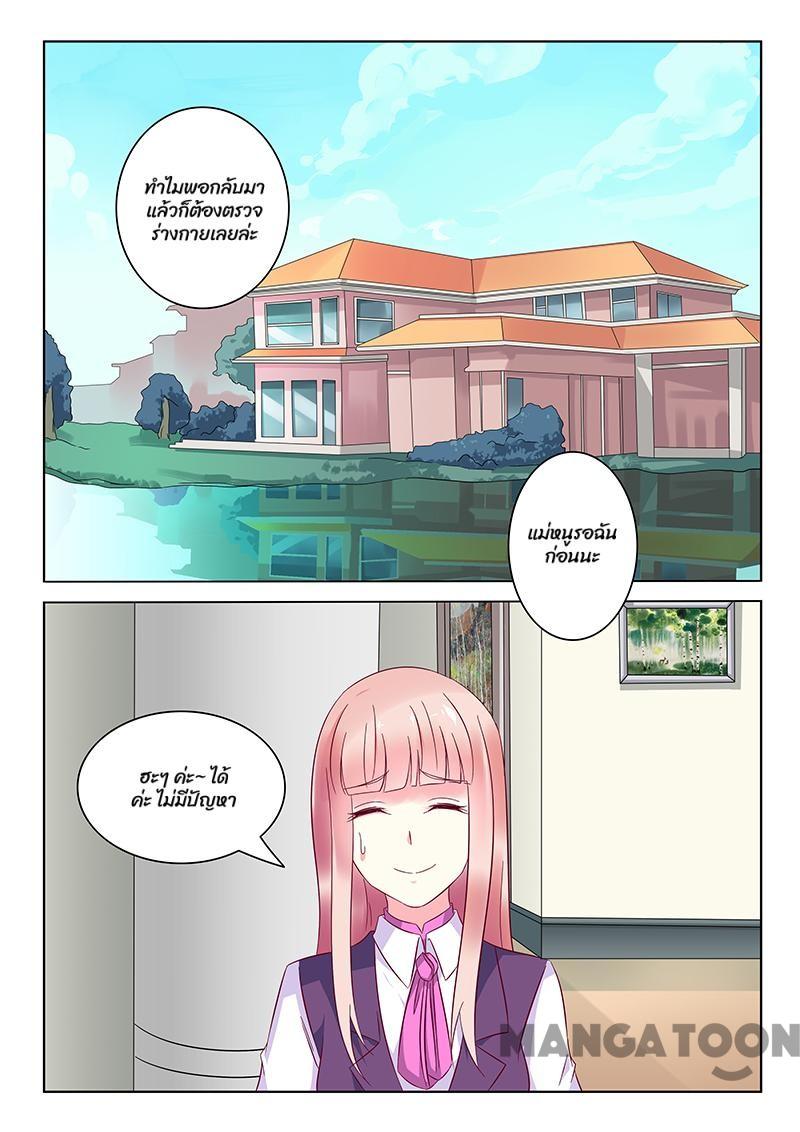 ทำไมพอกลับมา
แล้วก็ต้องตรวจ
ร่างกายเลยล่ะ
แม่หนูรอฉัน
ก่อนนะ
ฮะๆ ค่ะ~ ได้
ค่ะ ไม่มีปัญหา
MANGATOON